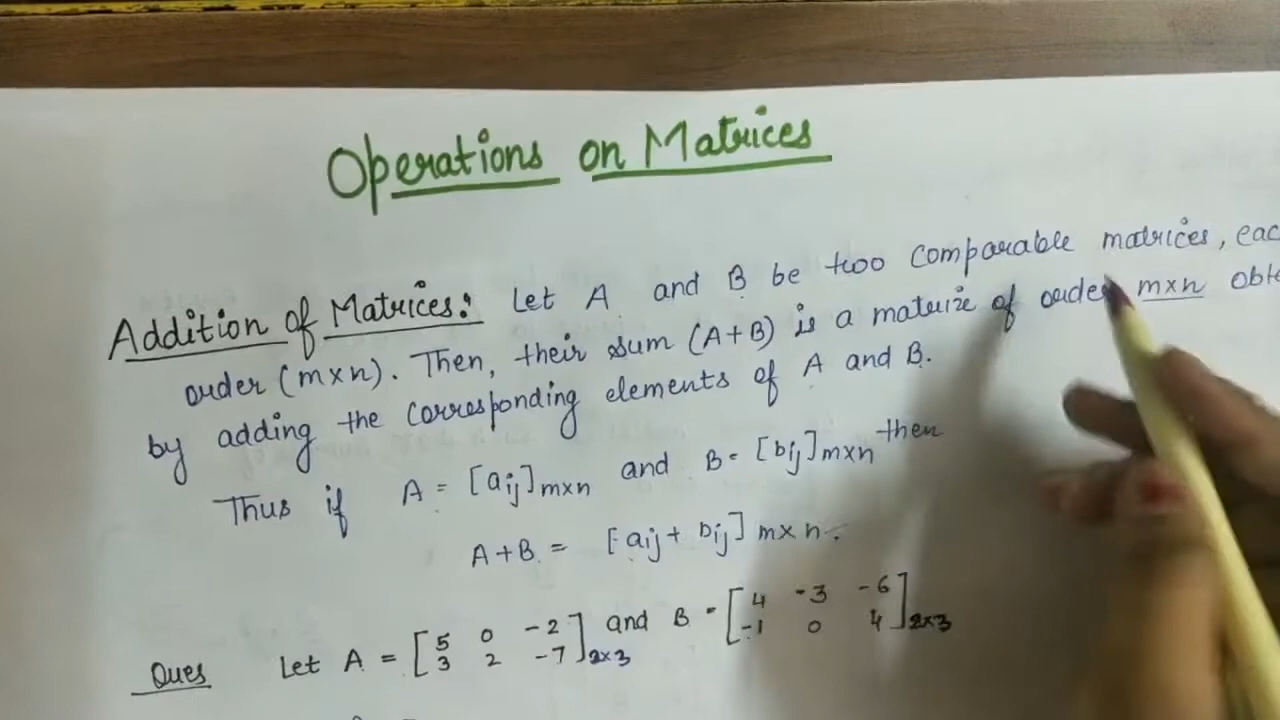 Operations on Matrices
Addition of Matrices: Let A and B be two comparable matrices, eac
order (m×n). Then, their sum (A+B) is a matrix of order m×n obt
by adding the corresponding elements of A and B.
Thus if A = [aij]m×n and B = [bij]m×n then
A+B = [aij + bij] m×n.
Ques Let A = [5 0 -2
3 2 -7]2×3 and B = [4 -3 -6
-1 0 4]2×3